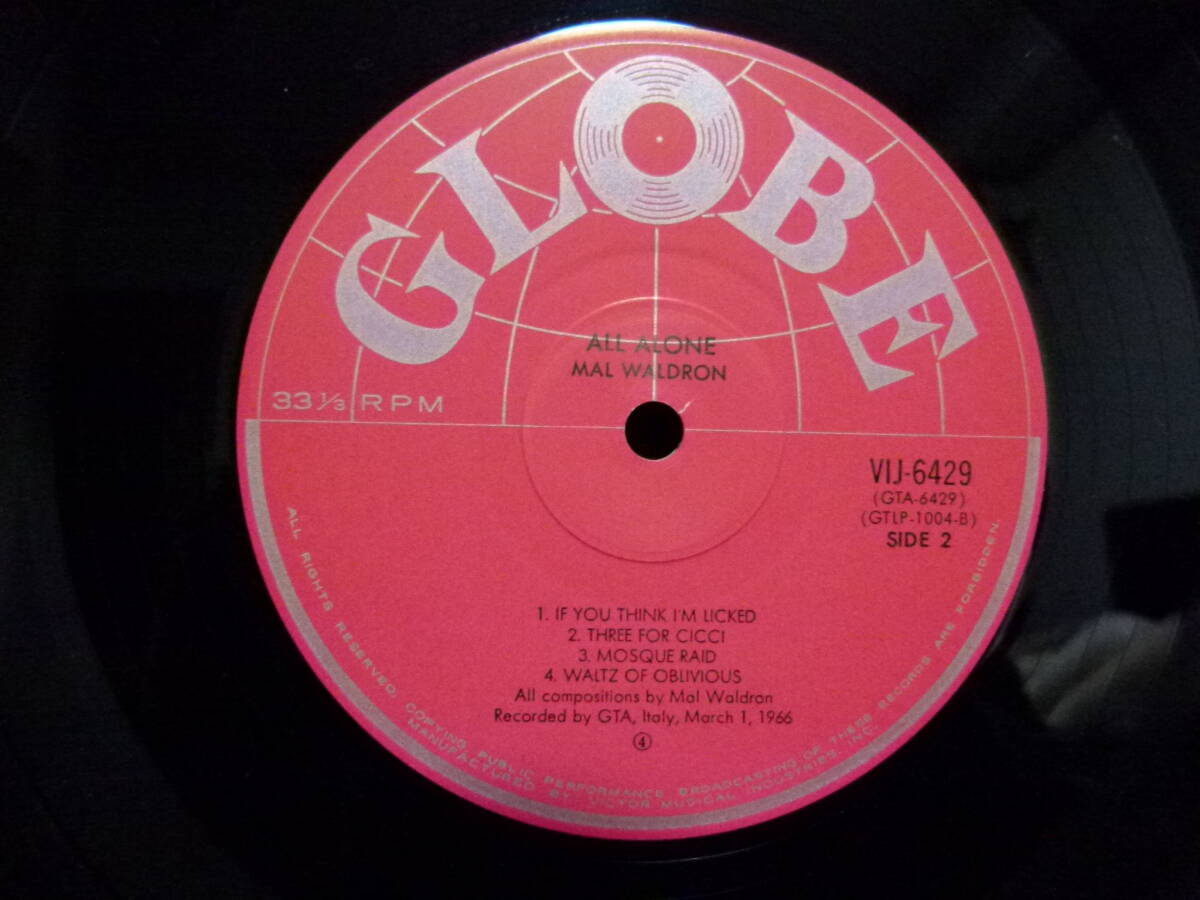 GLOBE
ALL ALONE
MAL WALDRON
33⅓ RPM
VIJ-6429
(GTA-6429)
(GTLP-1004-B)
SIDE 2
1. IF YOU THINK I'M LICKED
2. THREE FOR CICCI
3. MOSQUE RAID
4. WALTZ OF OBLIVIOUS
All compositions by Mal Waldron
Recorded by GTA, Italy, March 1, 1966
④
ALL RIGHTS RESERVED. COPYING, PUBLIC PERFORMANCE BROADCASTING OF THESE RECORDS ARE FORBIDDEN.
MANUFACTURED BY VICTOR MUSICAL INDUSTRIES, INC.